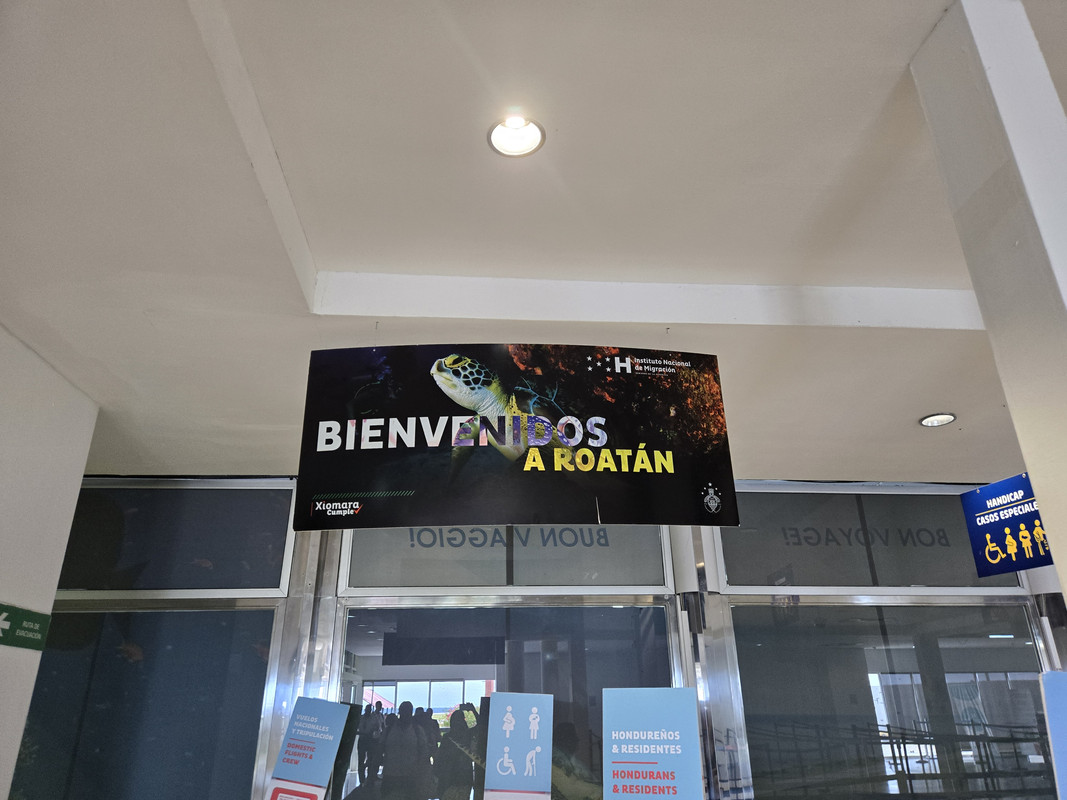 Instituto Nacional
de Migración
BIENVENIDOS
A ROATÁN
Xiomara
Cumple
BUON VIAGGIO!
BON VOYAGE!
HANDICAP
CASOS ESPECIALE
RUTA DE
EVACUACIÓN
VUELOS
NACIONALES
Y TRIPULACIÓN
DOMESTIC
FLIGHTS &
CREW
HONDUREÑOS
& RESIDENTES
HONDURANS
& RESIDENTS